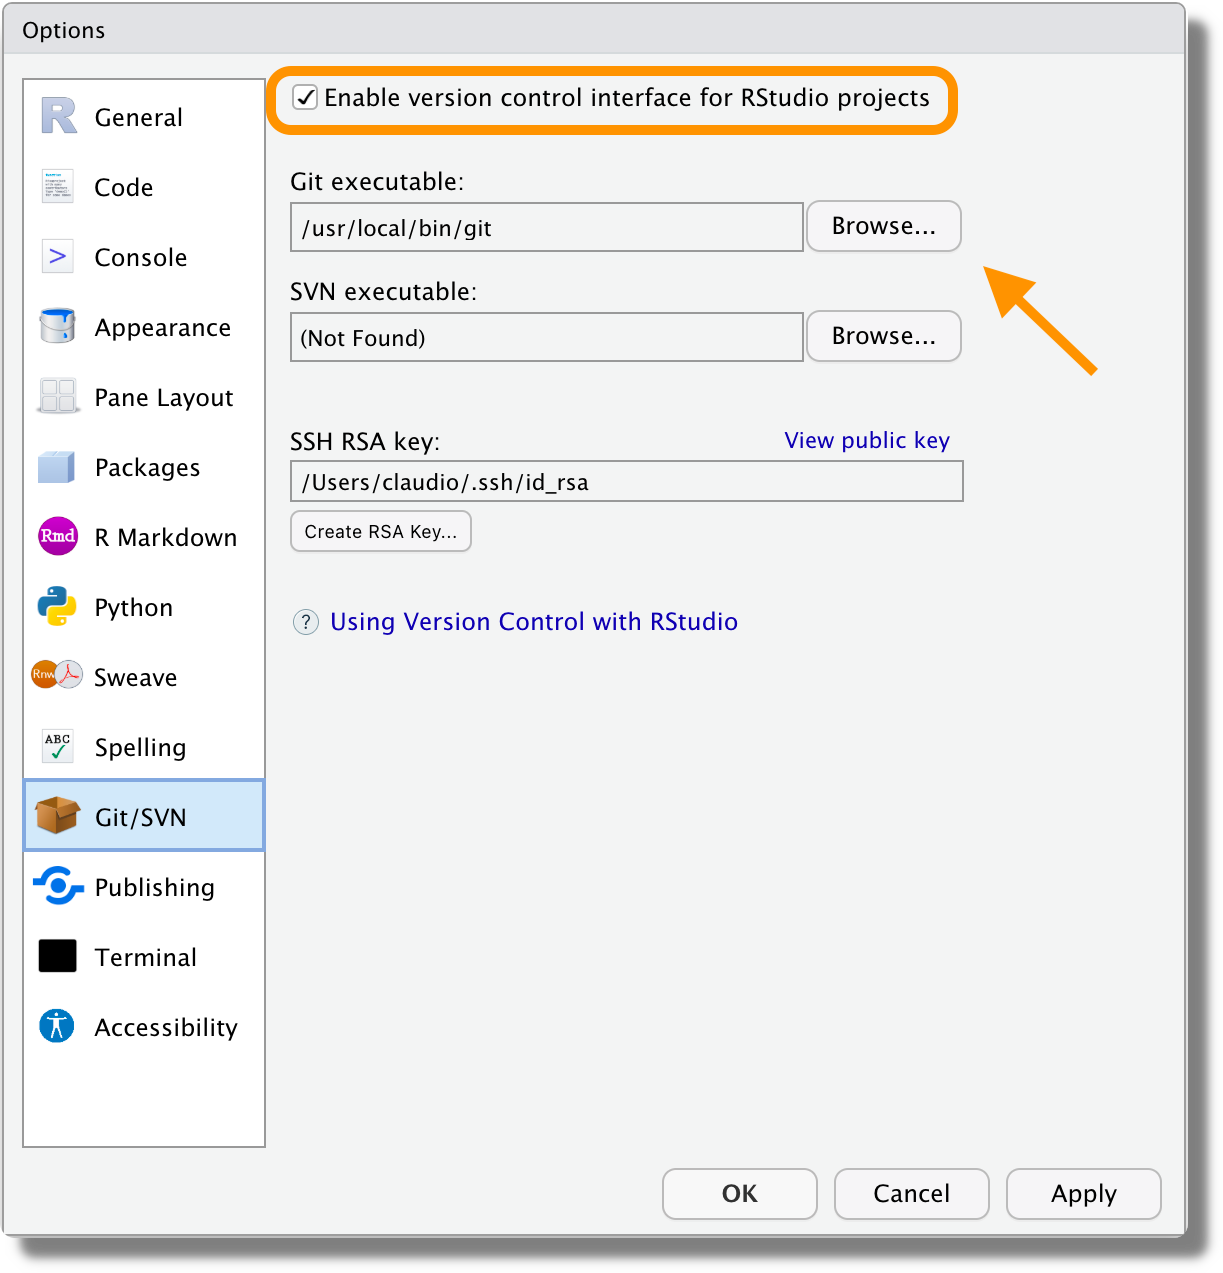 Options
R General
Code
> Console
Appearance
Pane Layout
Packages
Rmd R Markdown
Python
Rnw Sweave
ABC Spelling
Git/SVN
Publishing
Terminal
Accessibility
Enable version control interface for RStudio projects
Git executable:
/usr/local/bin/git Browse...
SVN executable:
(Not Found) Browse...
SSH RSA key: View public key
/Users/claudio/.ssh/id_rsa
Create RSA Key...
? Using Version Control with RStudio
OK Cancel Apply